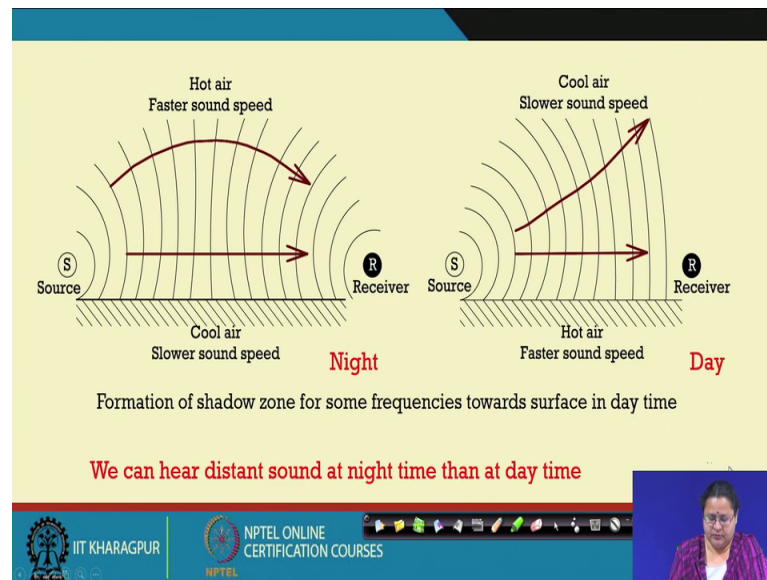 Hot air
Faster sound speed
S
Source
R
Receiver
Cool air
Slower sound speed
Night
Cool air
Slower sound speed
S
Source
R
Receiver
Hot air
Faster sound speed
Day
Formation of shadow zone for some frequencies towards surface in day time
We can hear distant sound at night time than at day time
IIT KHARAGPUR
NPTEL
NPTEL ONLINE
CERTIFICATION COURSES